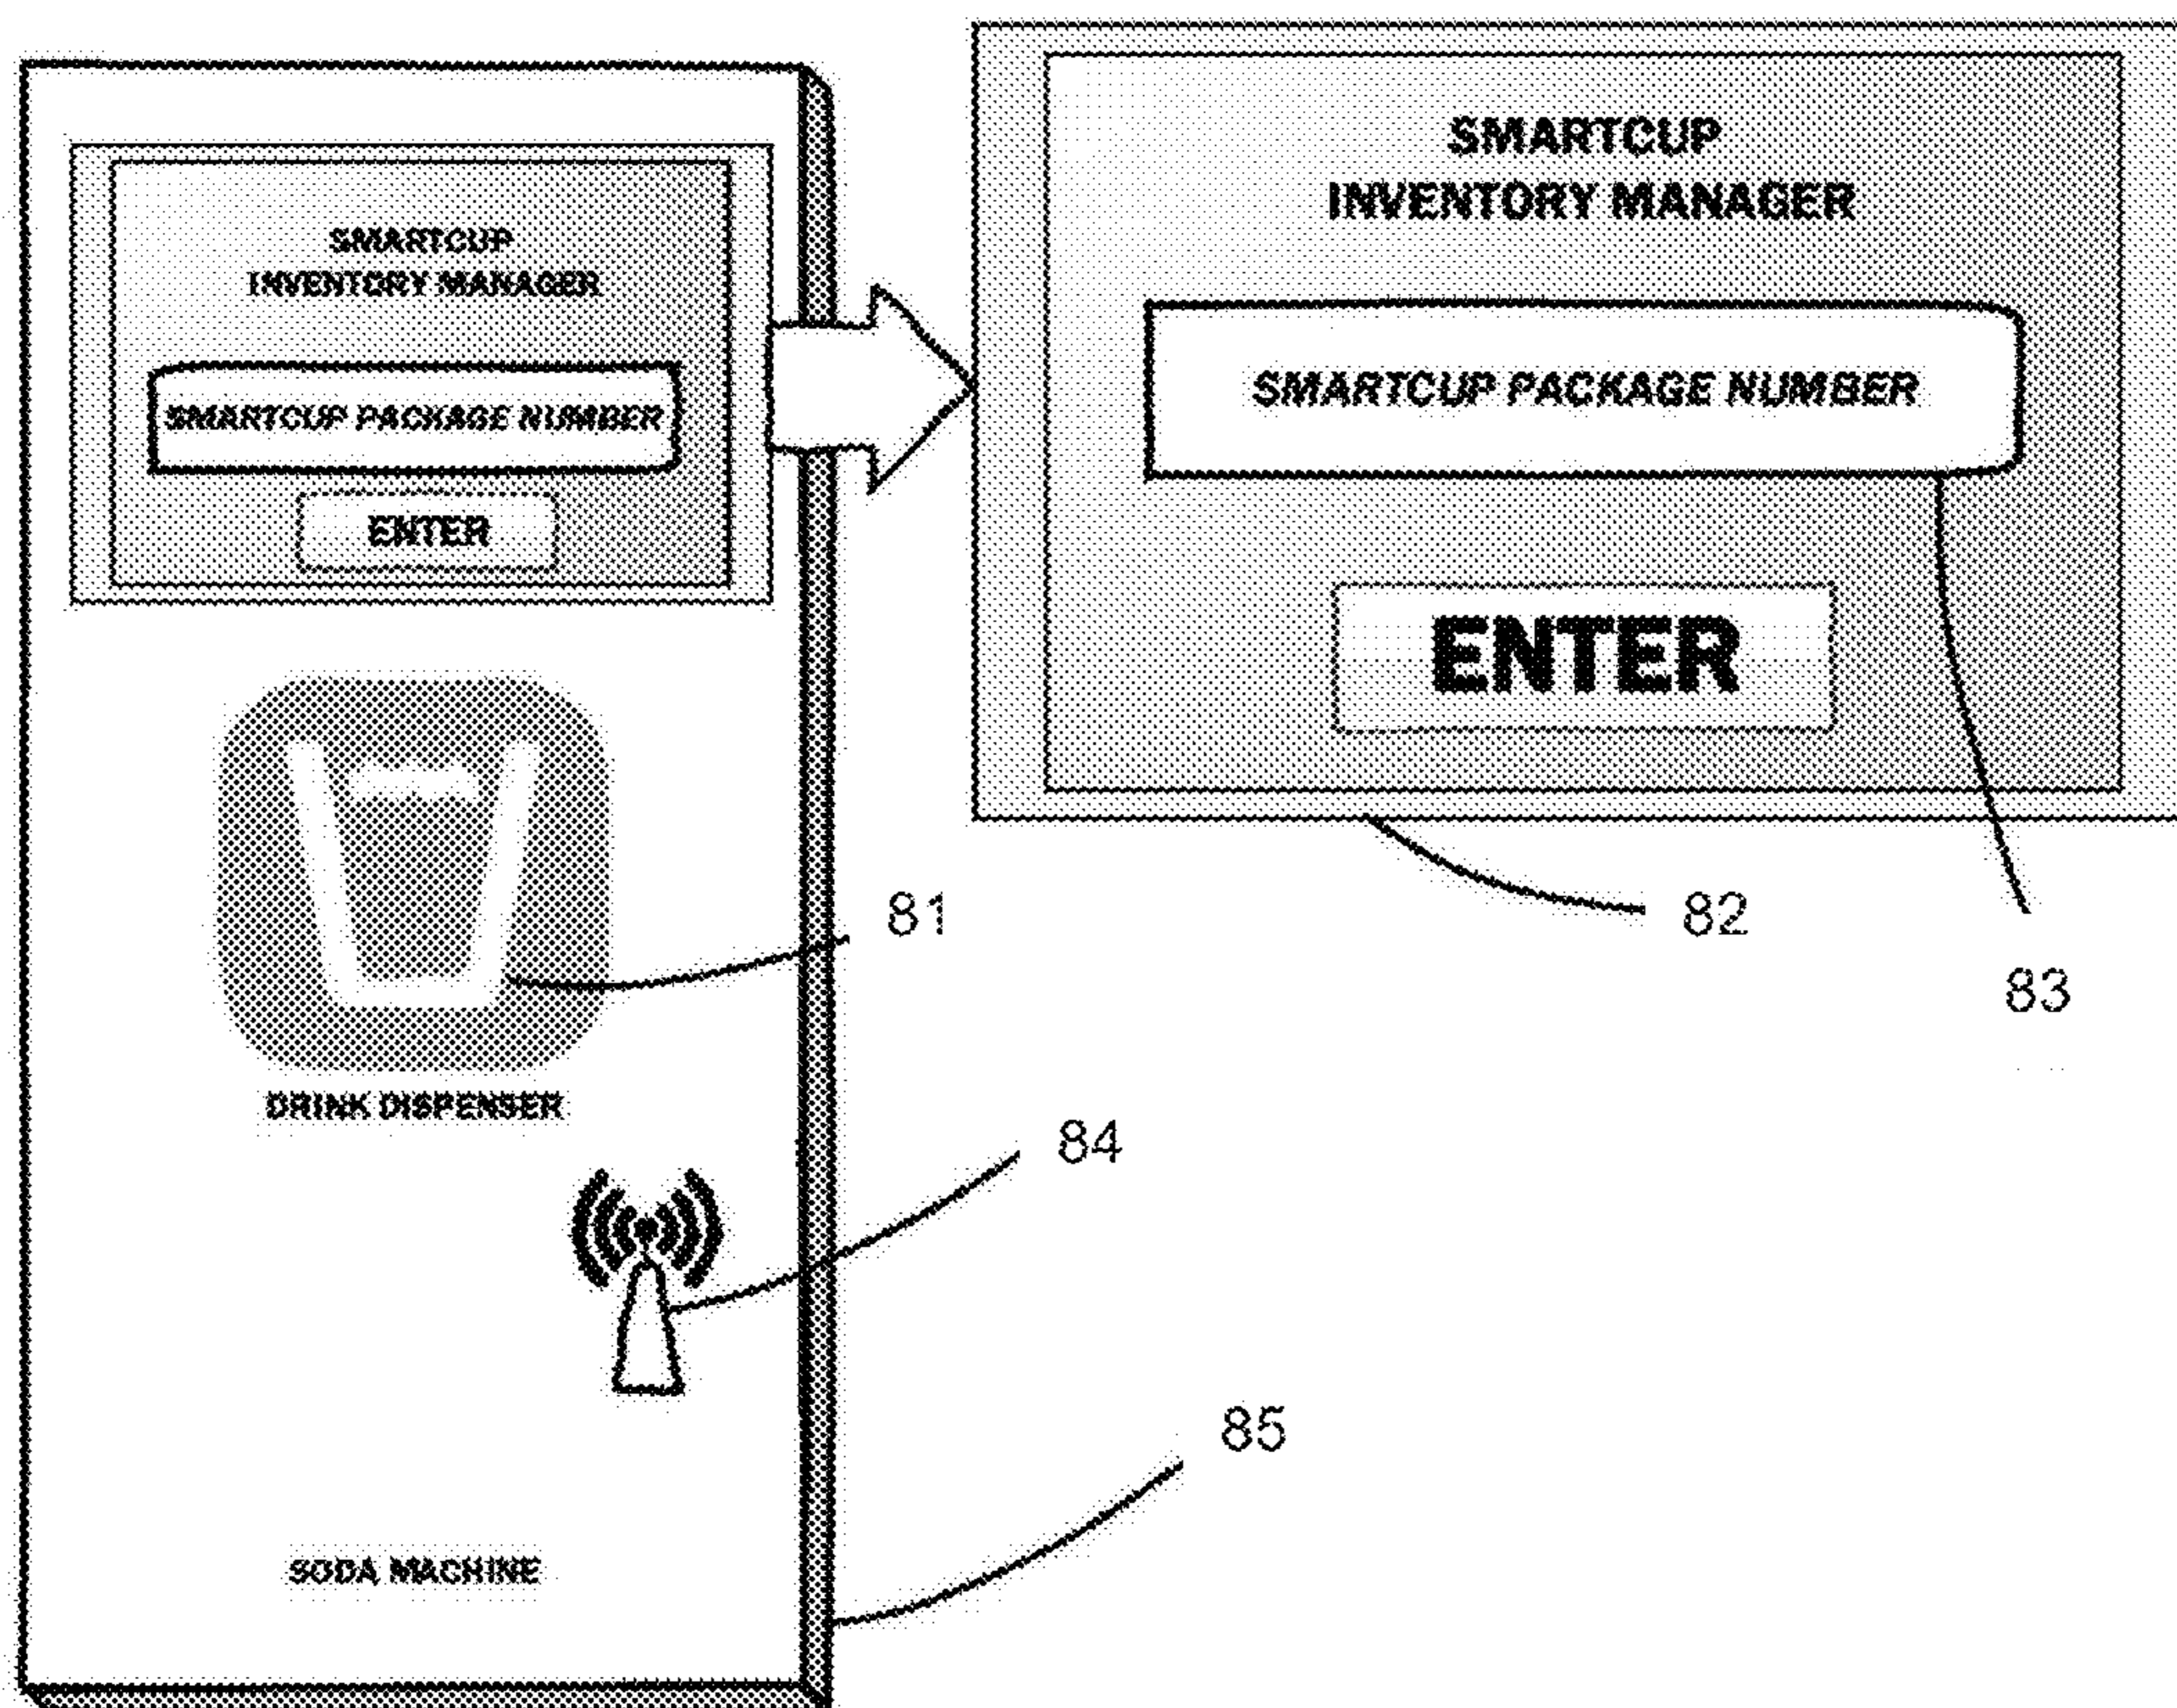 SMARTCUP
INVENTORY MANAGER
SMARTCUP PACKAGE NUMBER
ENTER
DRINK DISPENSER
SODA MACHINE
SMARTCUP
INVENTORY MANAGER
SMARTCUP PACKAGE NUMBER
ENTER
81
82
83
84
85